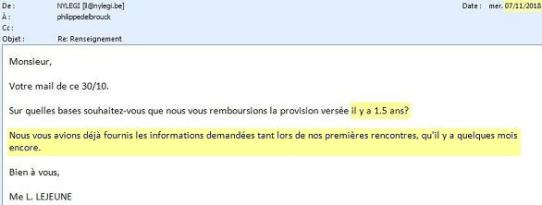 De : NYLEGI [ll@nylegi.be] Date : mer. 07/11/2018
À : philippedebrouck
Cc :
Objet : Re: Renseignement
Monsieur,
Votre mail de ce 30/10.
Sur quelles bases souhaitez-vous que nous vous remboursions la provision versée il y a 1.5 ans?
Nous vous avions déjà fournis les informations demandées tant lors de nos premières rencontres, qu'il y a quelques mois
encore.
Bien à vous,
Me L. LEJEUNE